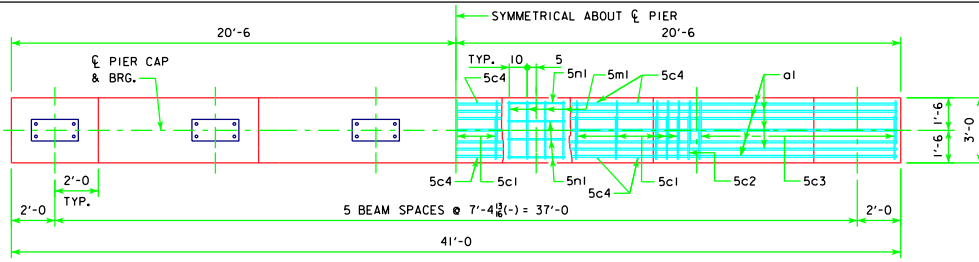 SYMMETRICAL ABOUT ℄ PIER
20'-6
20'-6
℄ PIER CAP
& BRG.
TYP.
10
5
5c4
5n1
5m1
5c4
a1
1'-6
1'-6
3'-0
2'-0
TYP.
5c4
5c1
5n1
5c4
5c1
5c2
5c3
2'-0
5 BEAM SPACES @ 7'-4 13/16(-) = 37'-0
2'-0
41'-0